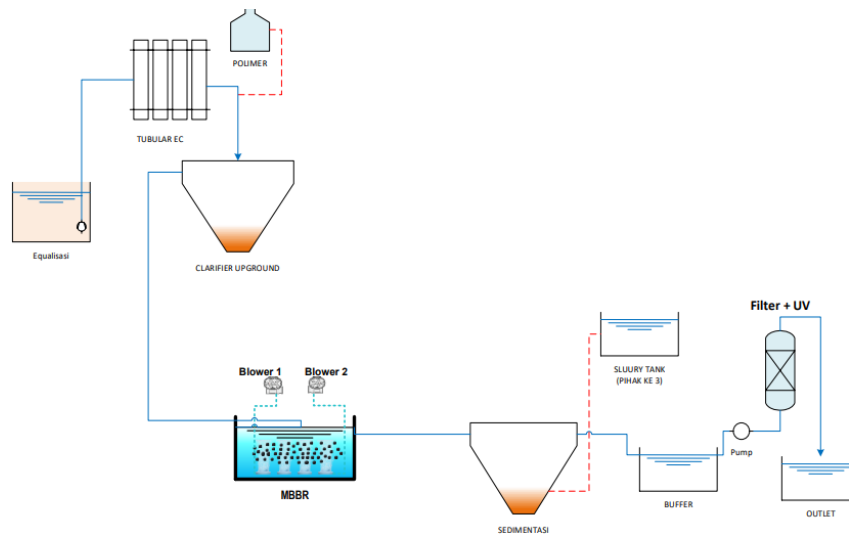 POLIMER
TUBULAR EC
Equalisasi
CLARIFIER UPGROUND
Filter + UV
Blower 1
Blower 2
SLUURY TANK
(PIHAK KE 3)
Pump
MBBR
BUFFER
OUTLET
SEDIMENTASI